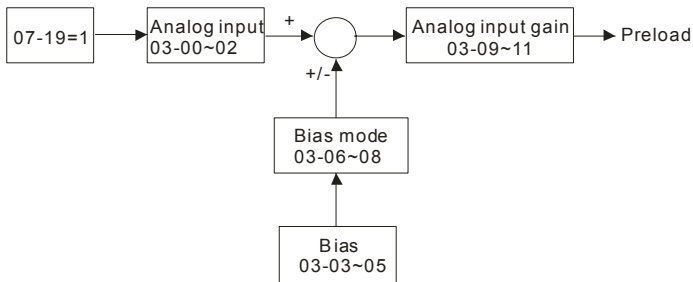 07-19=1
Analog input
03-00~02
+
+/-
Analog input gain
03-09~11
Preload
Bias mode
03-06~08
Bias
03-03~05